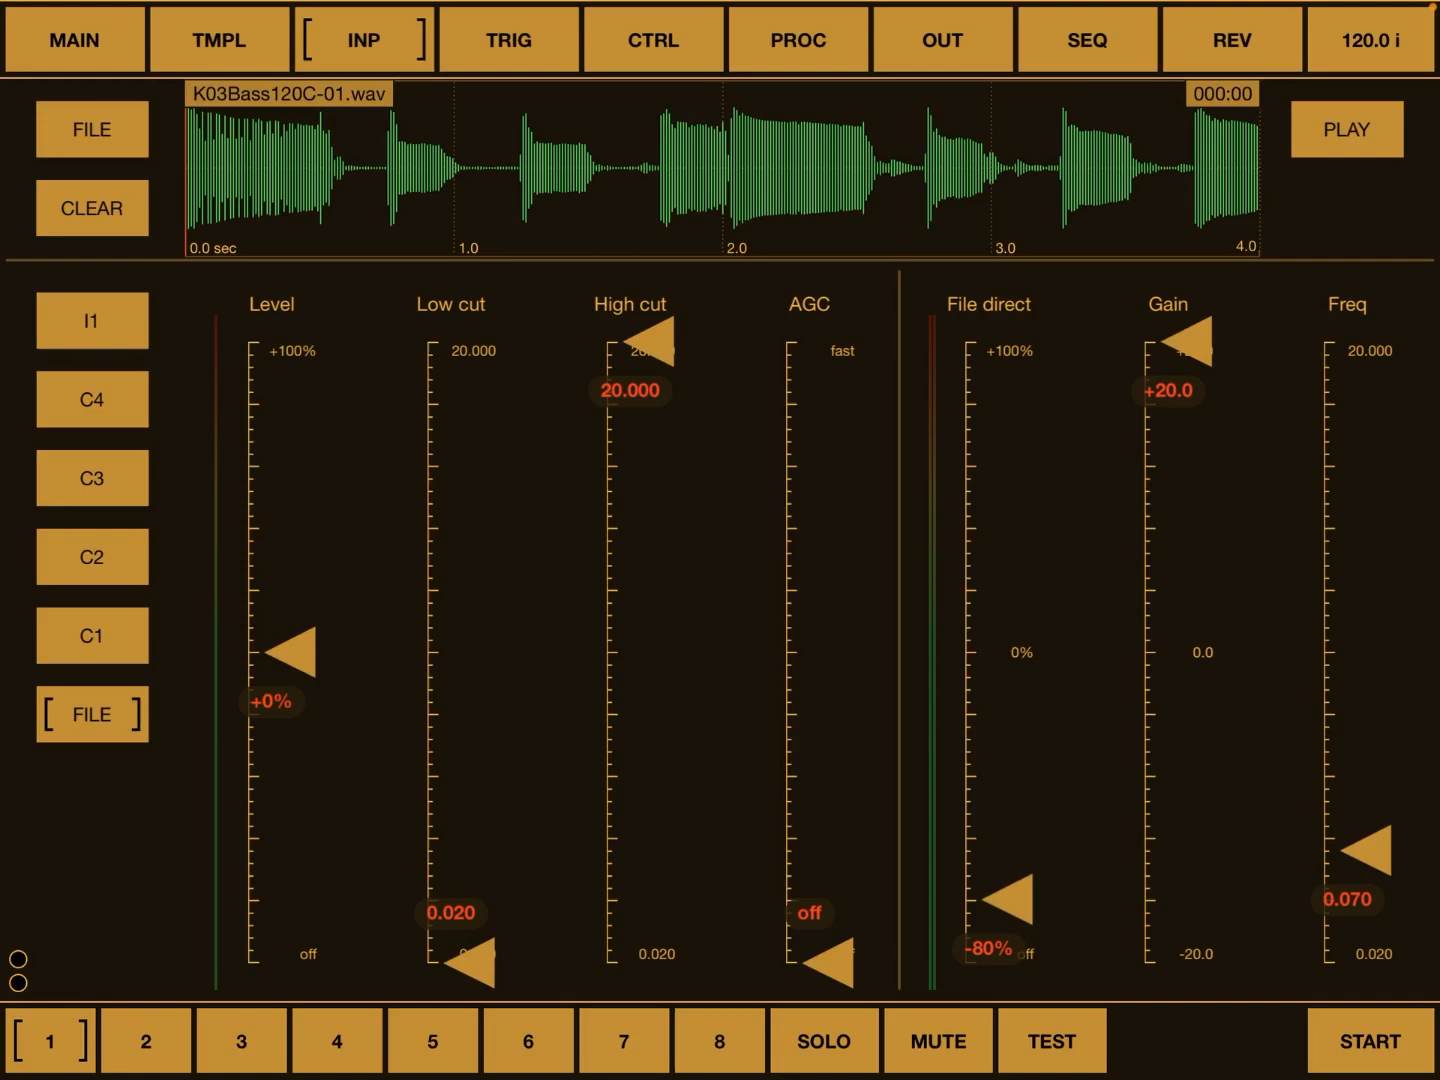 MAIN TMPL [ INP ] TRIG CTRL PROC OUT SEQ REV 120.0 i
K03Bass120C-01.wav 000:00
FILE PLAY
CLEAR
0.0 sec 1.0 2.0 3.0 4.0
Level Low cut High cut AGC File direct Gain Freq
I1
+100% 20.000 fast +100% 20.000
20.000 +20.0
C4
C3
C2
C1
0% 0.0
+0%
[ FILE ]
0.070
0.020 off
-80% off
off 0.020 -20.0 0.020
[ 1 ] 2 3 4 5 6 7 8 SOLO MUTE TEST START